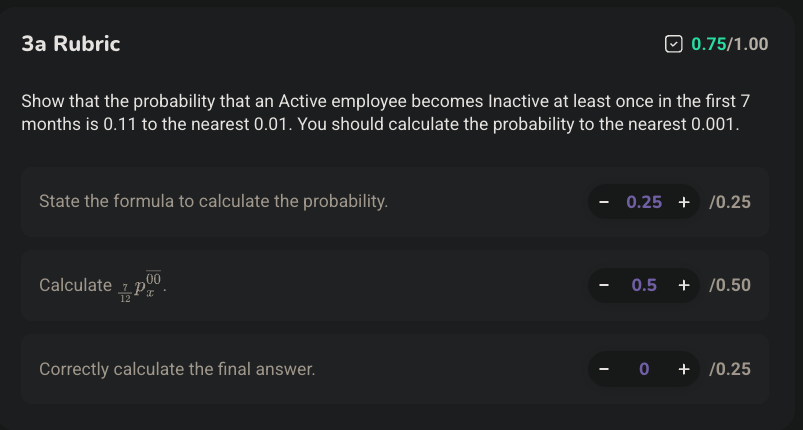 3a Rubric
0.75/1.00
Show that the probability that an Active employee becomes Inactive at least once in the first 7
months is 0.11 to the nearest 0.01. You should calculate the probability to the nearest 0.001.
State the formula to calculate the probability.
− 0.25 + /0.25
Calculate $_{\frac{7}{12}}p_x^{\overline{00}}$.
− 0.5 + /0.50
Correctly calculate the final answer.
− 0 + /0.25